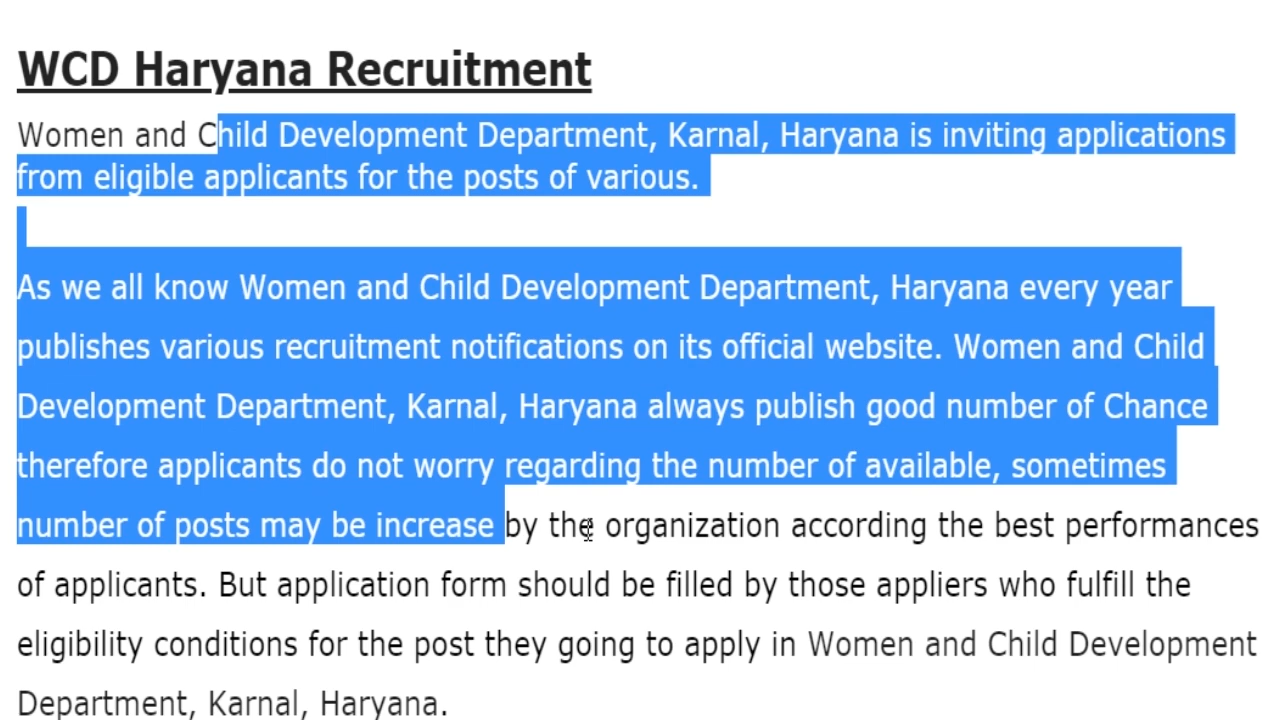 WCD Haryana Recruitment
Women and Child Development Department, Karnal, Haryana is inviting applications
from eligible applicants for the posts of various.
As we all know Women and Child Development Department, Haryana every year
publishes various recruitment notifications on its official website. Women and Child
Development Department, Karnal, Haryana always publish good number of Chance
therefore applicants do not worry regarding the number of available, sometimes
number of posts may be increase by the organization according the best performances
of applicants. But application form should be filled by those appliers who fulfill the
eligibility conditions for the post they going to apply in Women and Child Development
Department, Karnal, Haryana.